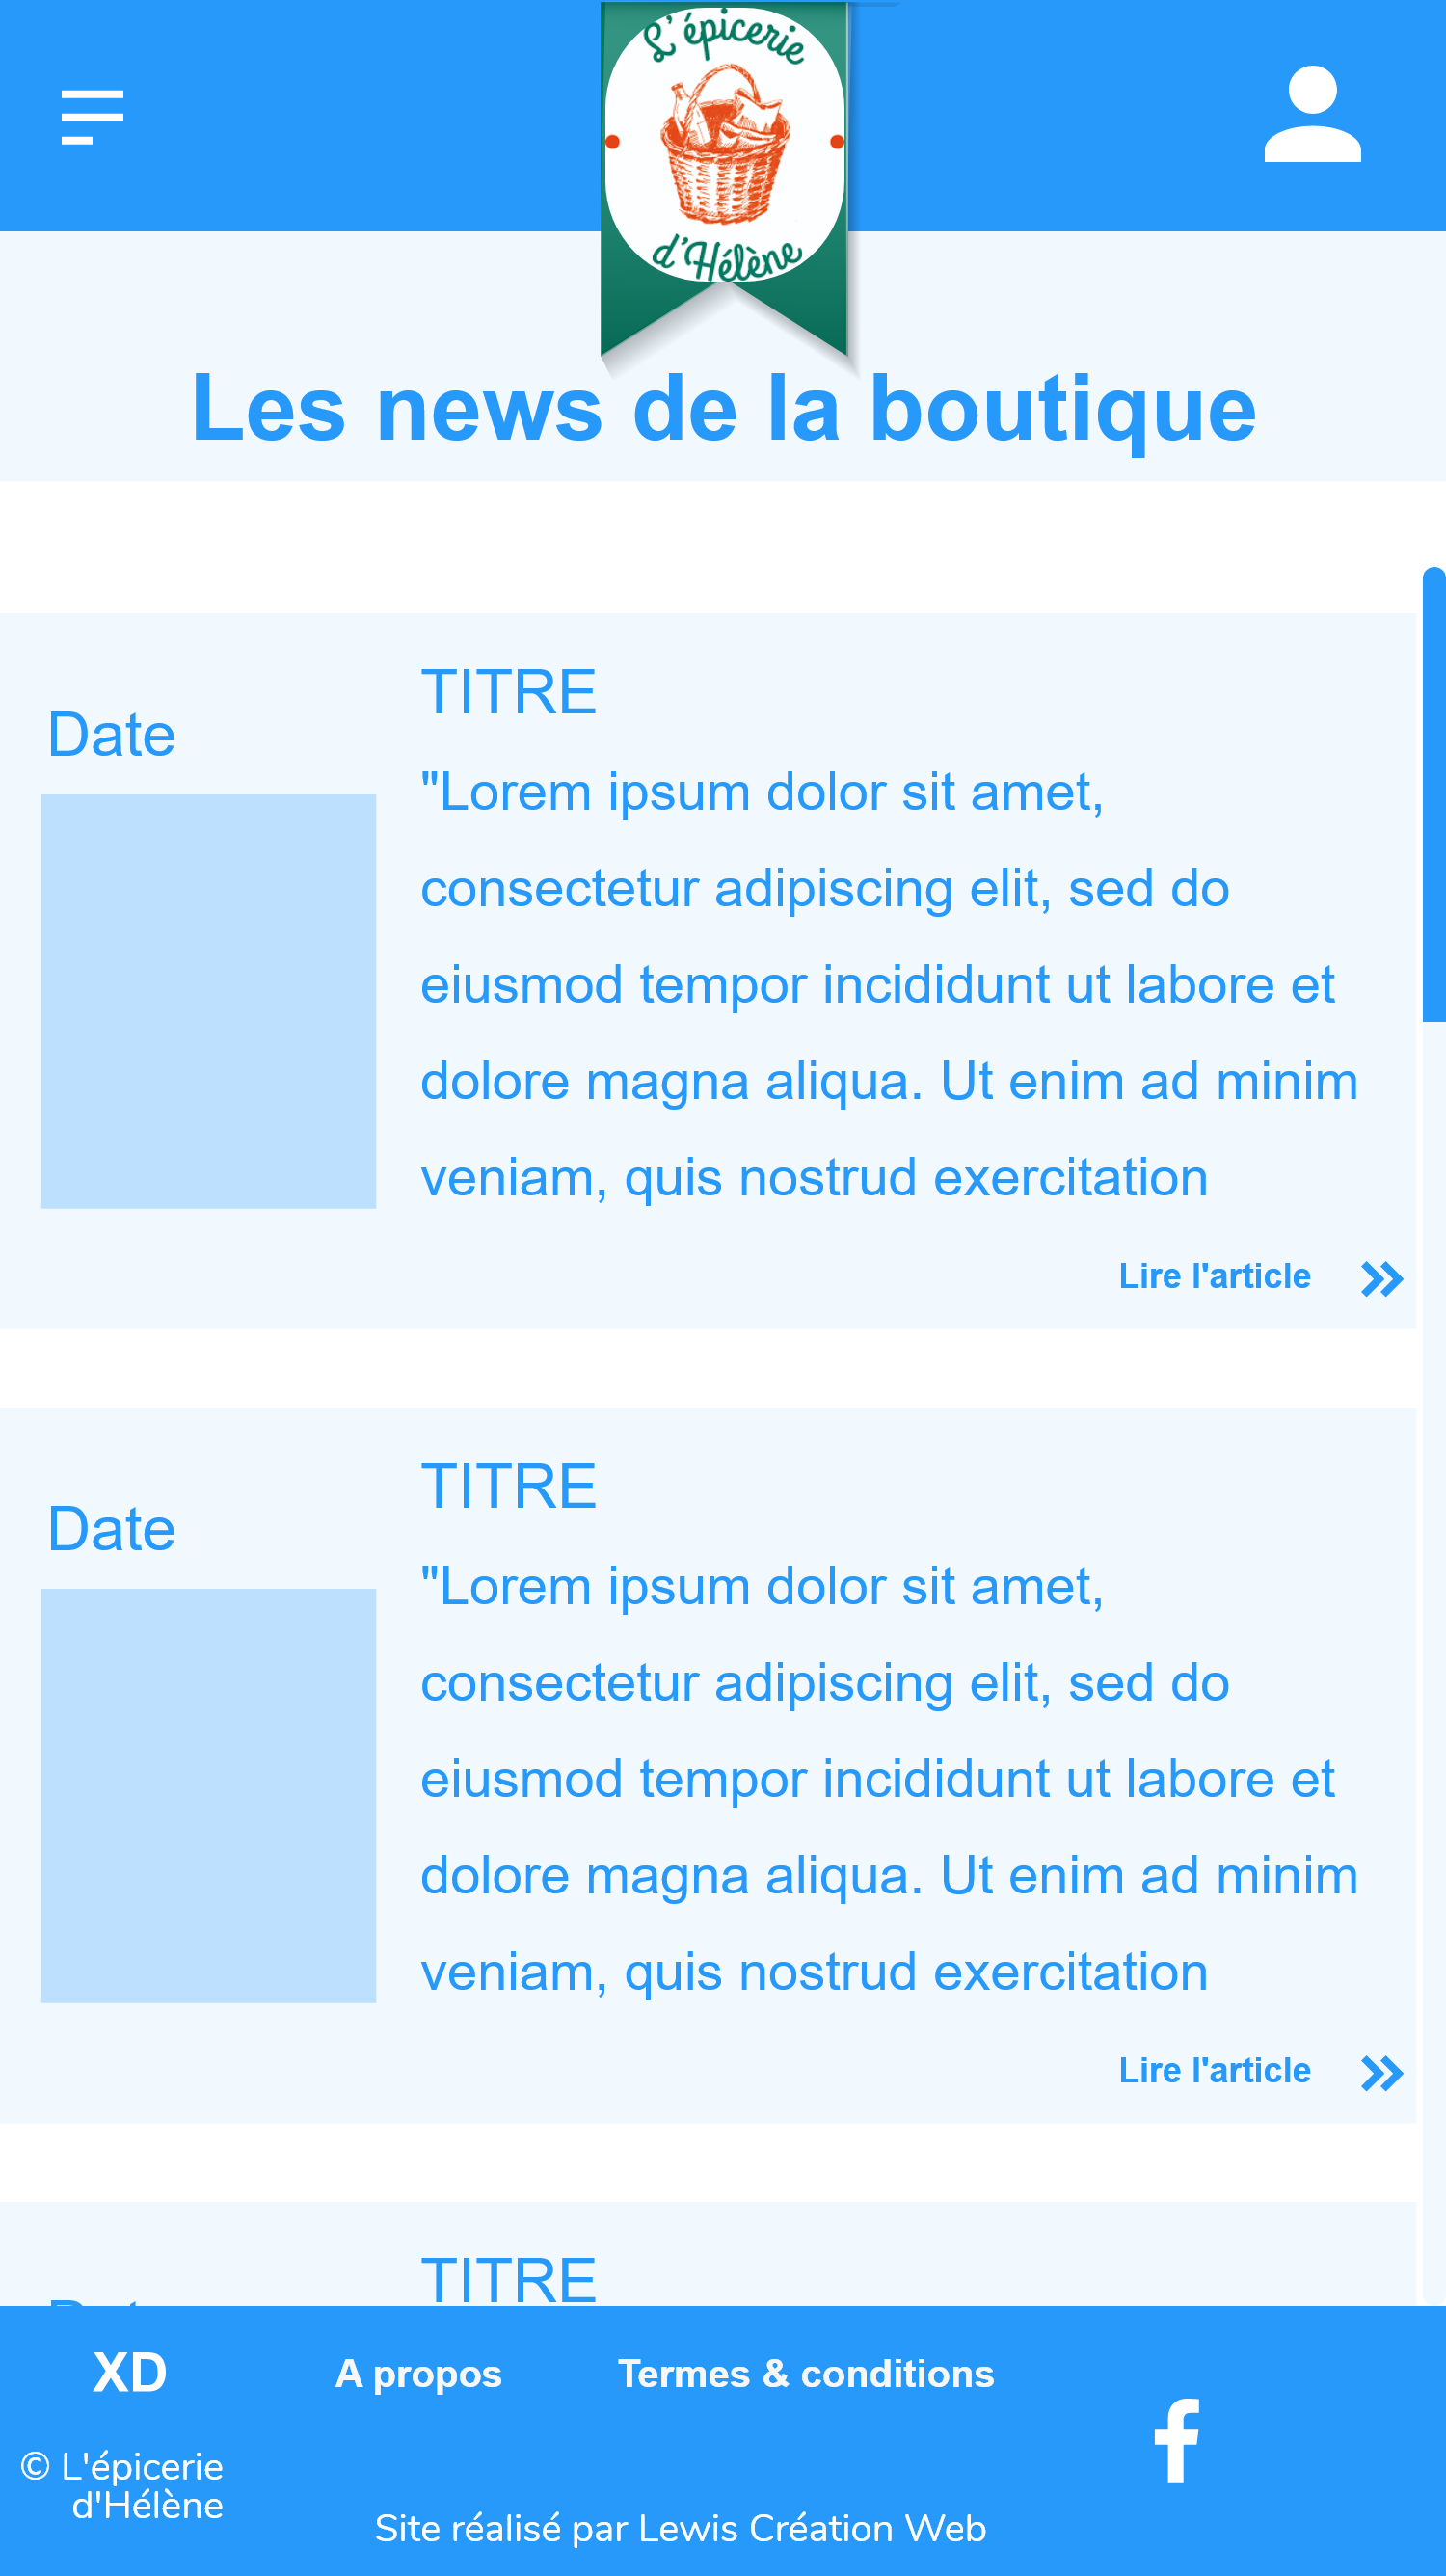 L'épicerie
d'Hélène
Les news de la boutique
TITRE
Date
"Lorem ipsum dolor sit amet,
consectetur adipiscing elit, sed do
eiusmod tempor incididunt ut labore et
dolore magna aliqua. Ut enim ad minim
veniam, quis nostrud exercitation
Lire l'article
TITRE
Date
"Lorem ipsum dolor sit amet,
consectetur adipiscing elit, sed do
eiusmod tempor incididunt ut labore et
dolore magna aliqua. Ut enim ad minim
veniam, quis nostrud exercitation
Lire l'article
TITRE
XD
A propos
Termes & conditions
© L'épicerie
d'Hélène
Site réalisé par Lewis Création Web